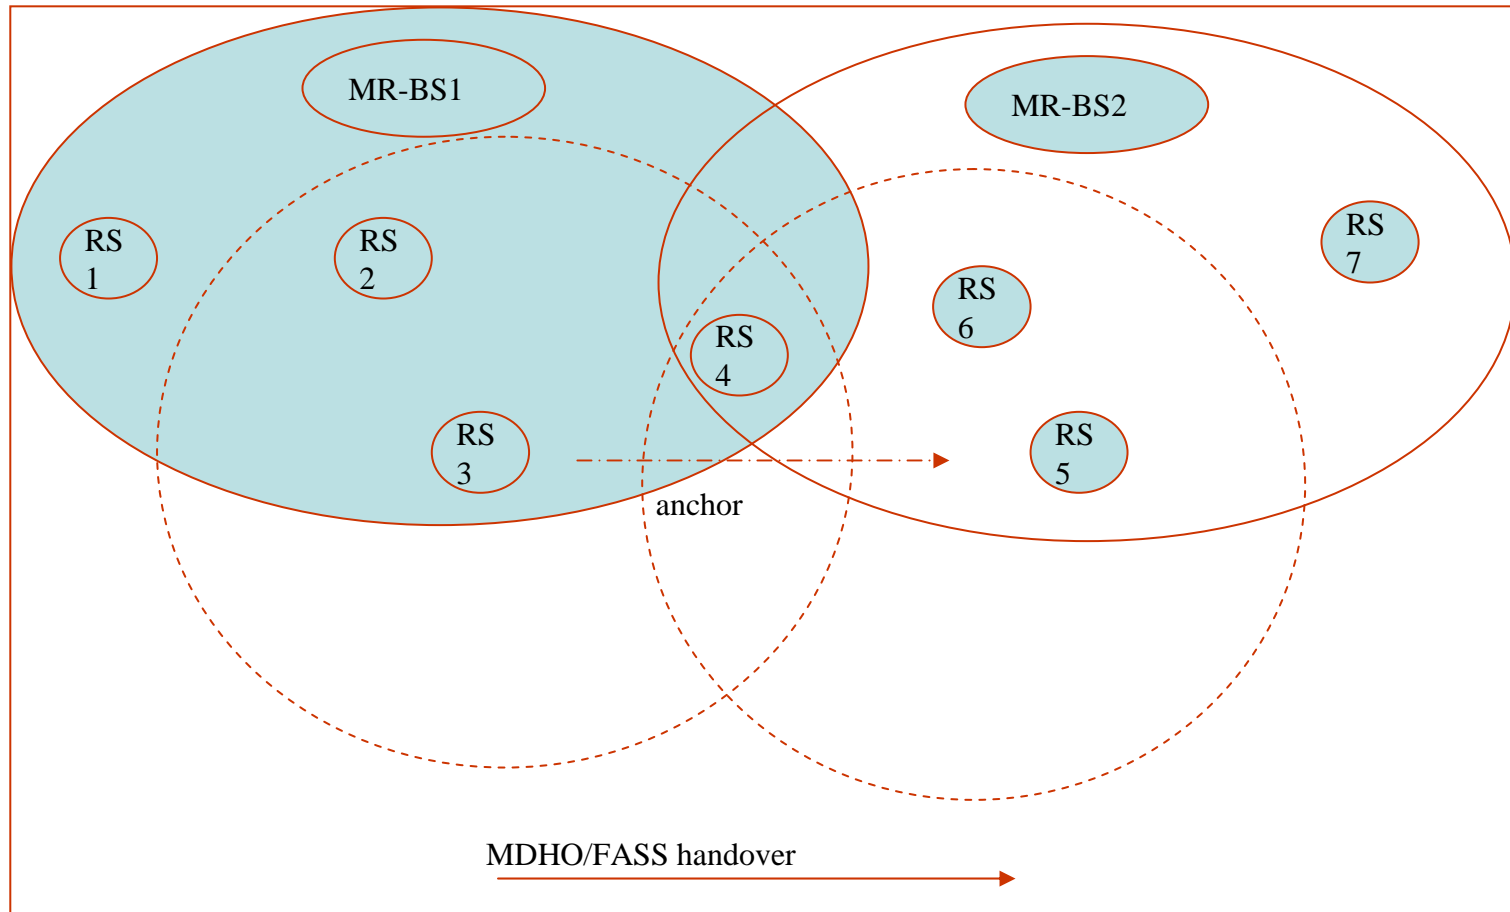 MR-BS1
MR-BS2
RS
1
RS
2
RS
7
RS
6
RS
4
RS
3
RS
5
anchor
MDHO/FASS handover